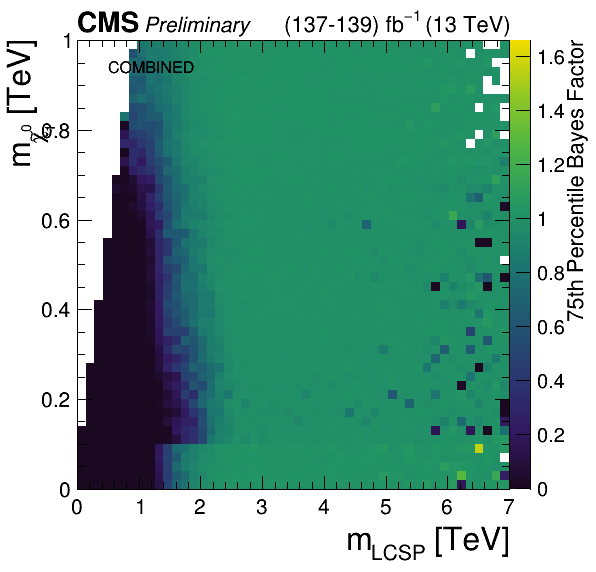 CMS Preliminary (137-139) fb⁻¹ (13 TeV)
COMBINED
m_χ̃₁⁰ [TeV]
1
0.8
0.6
0.4
0.2
0
0 1 2 3 4 5 6 7
m_LCSP [TeV]
1.6
1.4
1.2
1
0.8
0.6
0.4
0.2
0
75th Percentile Bayes Factor